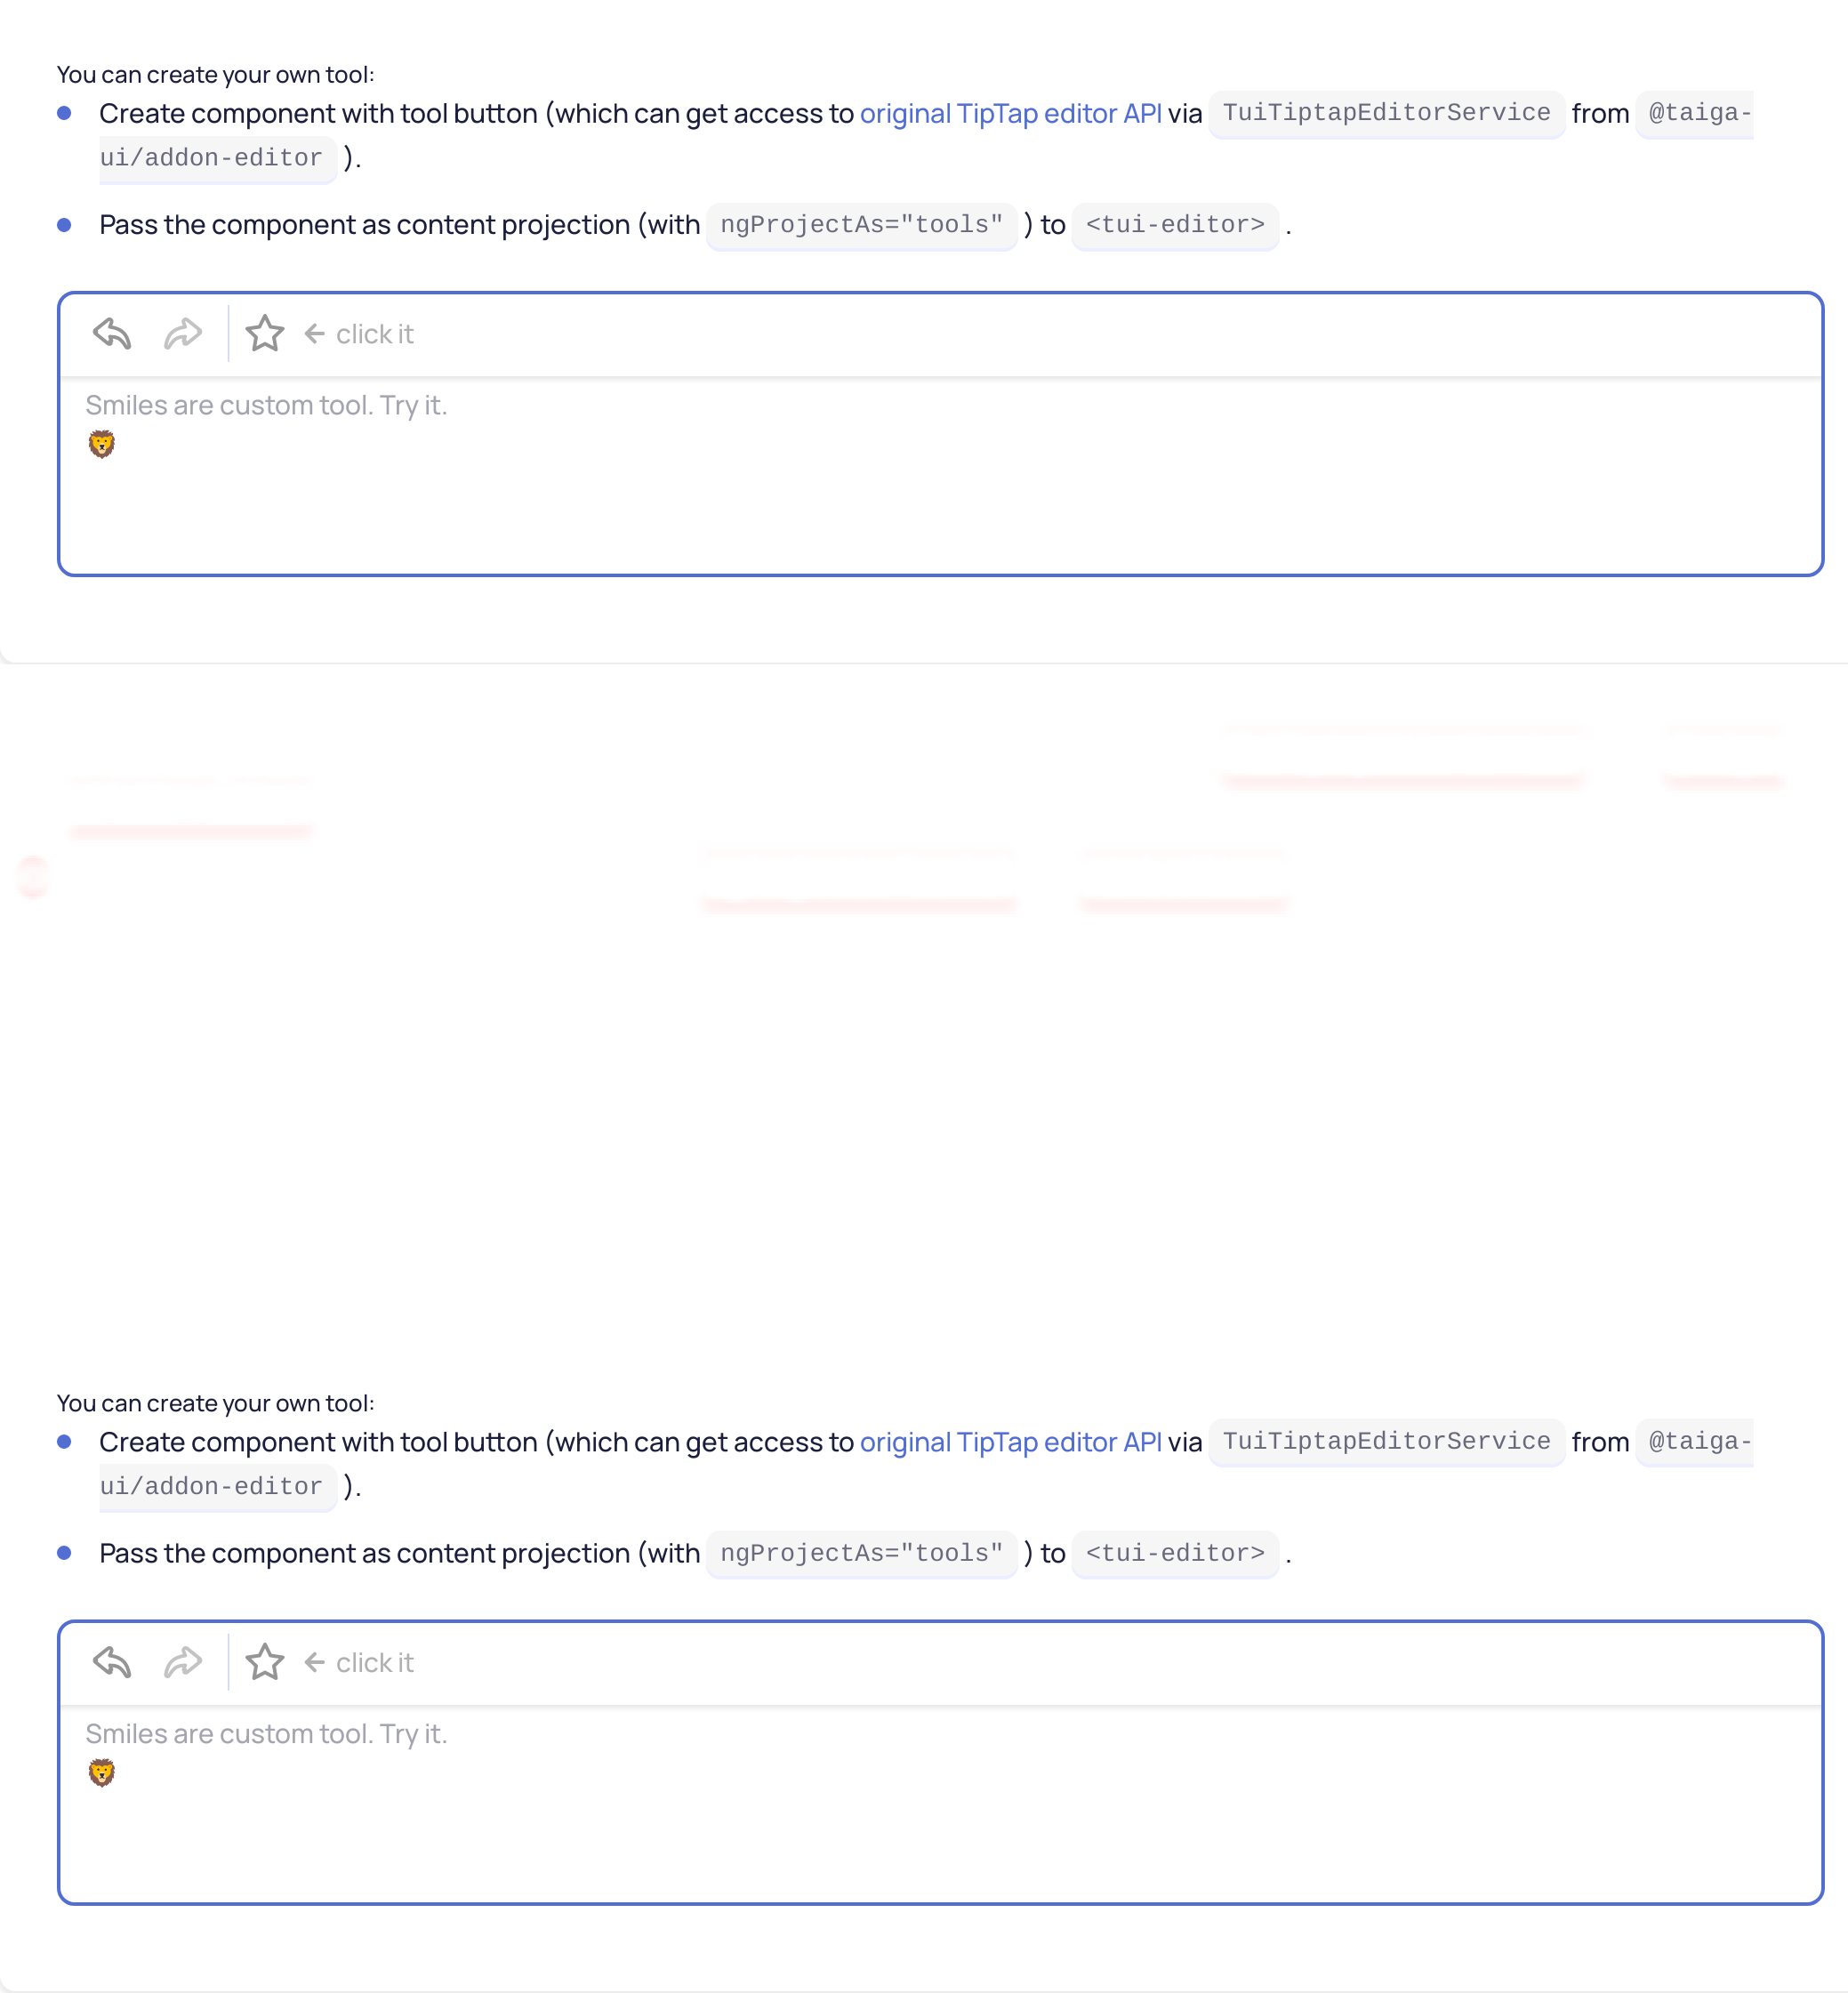 You can create your own tool:
Create component with tool button (which can get access to original TipTap editor API via TuiTiptapEditorService from @taiga-
ui/addon-editor ).
Pass the component as content projection (with ngProjectAs="tools" ) to <tui-editor> .
← click it
Smiles are custom tool. Try it.
🦁
You can create your own tool:
Create component with tool button (which can get access to original TipTap editor API via TuiTiptapEditorService from @taiga-
ui/addon-editor ).
Pass the component as content projection (with ngProjectAs="tools" ) to <tui-editor> .
← click it
Smiles are custom tool. Try it.
🦁